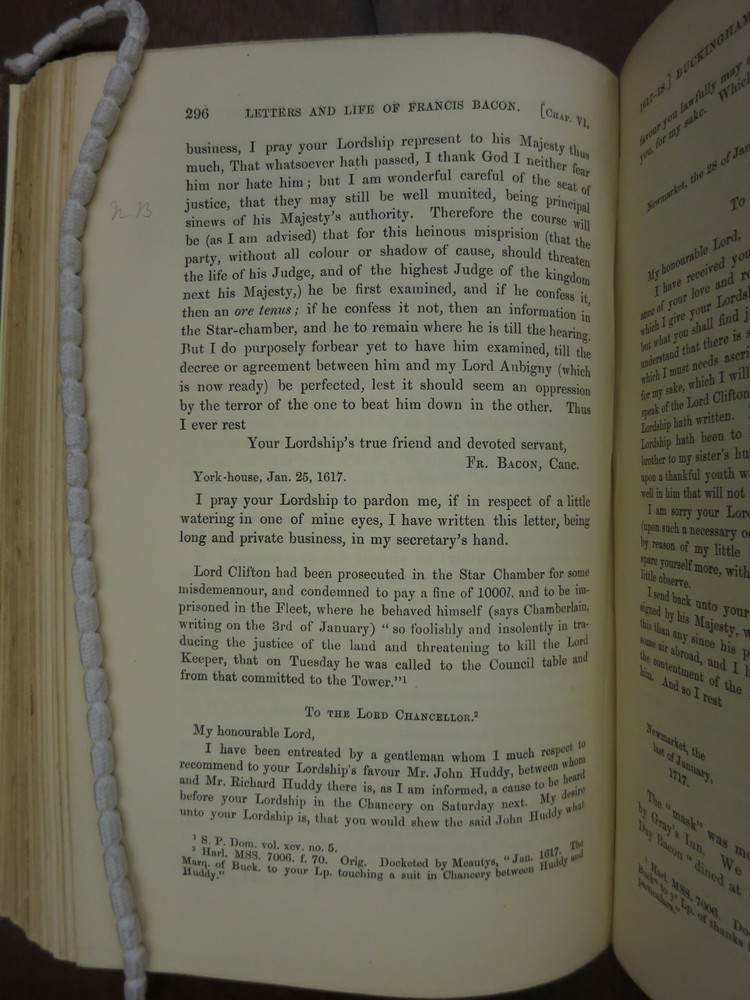 296 LETTERS AND LIFE OF FRANCIS BACON. [CHAP. VI.
business, I pray your Lordship represent to his Majesty thus
much, That whatsoever hath passed, I thank God I neither fear
him nor hate him; but I am wonderful careful of the seat of
justice, that they may still be well munited, being principal
sinews of his Majesty's authority. Therefore the course will
be (as I am advised) that for this heinous misprision (that the
party, without all colour or shadow of cause, should threaten
the life of his Judge, and of the highest Judge of the kingdom
next his Majesty,) he be first examined, and if he confess it,
then an ore tenus; if he confess it not, then an information in
the Star-chamber, and he to remain where he is till the hearing.
But I do purposely forbear yet to have him examined, till the
decree or agreement between him and my Lord Aubigny (which
is now ready) be perfected, lest it should seem an oppression
by the terror of the one to beat him down in the other. Thus
I ever rest
Your Lordship's true friend and devoted servant,
FR. BACON, Canc.
York-house, Jan. 25, 1617.
I pray your Lordship to pardon me, if in respect of a little
watering in one of mine eyes, I have written this letter, being
long and private business, in my secretary's hand.
Lord Clifton had been prosecuted in the Star Chamber for some
misdemeanour, and condemned to pay a fine of 1000l. and to be im-
prisoned in the Fleet, where he behaved himself (says Chamberlain,
writing on the 3rd of January) "so foolishly and insolently in tra-
ducing the justice of the land and threatening to kill the Lord
Keeper, that on Tuesday he was called to the Council table and
from that committed to the Tower."1
TO THE LORD CHANCELLOR.2
My honourable Lord,
I have been entreated by a gentleman whom I much respect to
recommend to your Lordship's favour Mr. John Huddy, between whom
and Mr. Richard Huddy there is, as I am informed, a cause to be heard
before your Lordship in the Chancery on Saturday next. My desire
unto your Lordship is, that you would shew the said John Huddy what
1 S. P. Dom. vol. xcv. no. 5.
2 Harl. MSS. 7006. f. 70. Orig. Docketed by Meautys, "Jan. 1617. The
Marq. of Buck. to your Lp. touching a suit in Chancery between Huddy and
Huddy."
N B
1617-18.] BUCKINGHAM
favour you lawfully may
you, for my sake. Which
Newmarket, the 28 of Jan
To
My honourable Lord,
I have received you
ance of your love and
which I give your Lordsh
but what you shall find j
understand that there is
which I must needs ascri
for my sake, which I will
speak of the Lord Clifton
Lordship hath written.
Lordship hath been to
brother to my sister's hu
upon a thankful youth
well in him that will not
I am sorry your Lord
(upon such a necessary
by reason of my little
spare yourself more, with
little observe.
I send back unto your
signed by his Majesty,
this than any since his
some air abroad, and I
the contentment of the
him. And so I rest
Newmarket, the
last of January,
1717.
The "mask" was
by Gray's Inn. We
Day Bacon "dined at
1 Harl. MSS. 7006.
Buck to yr Lp. of thanks
particulars."